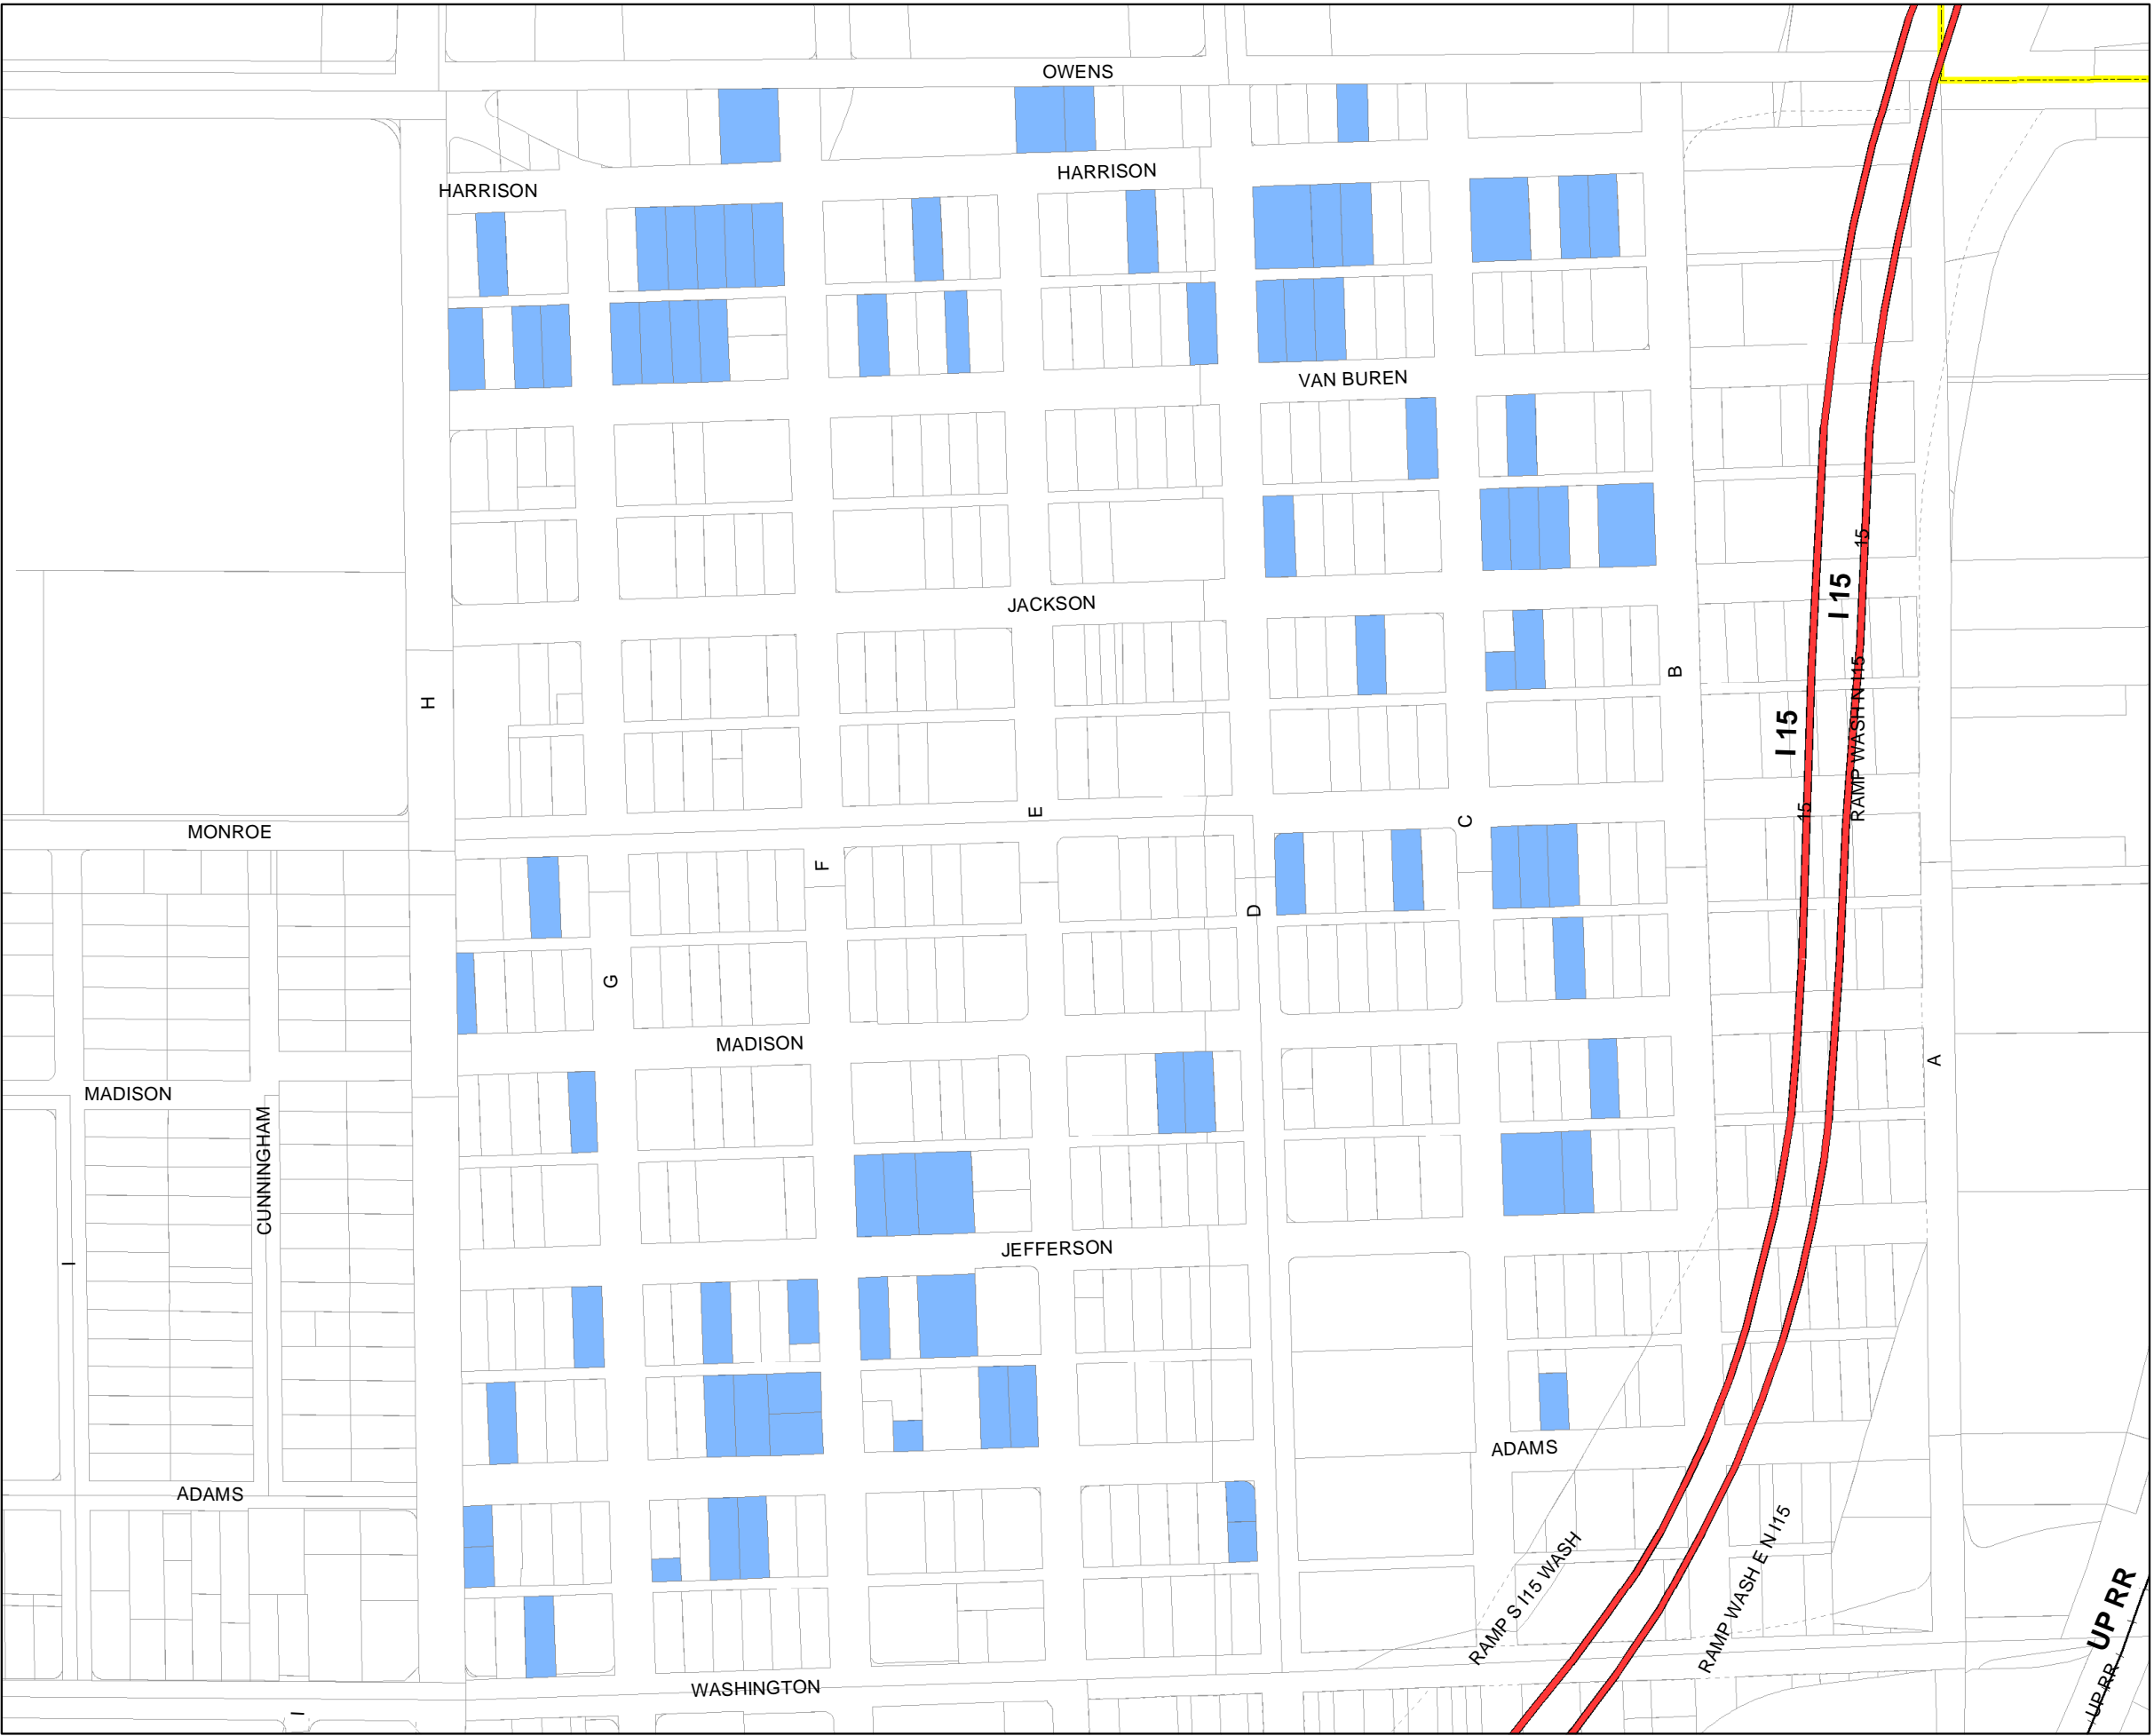 OWENS
HARRISON
HARRISON
VAN BUREN
15
I 15
JACKSON
RAMP WASH N I15
B
H
I 15
15
E
C
MONROE
F
D
G
MADISON
A
MADISON
CUNNINGHAM
JEFFERSON
I
ADAMS
ADAMS
RAMP S I15 WASH
RAMP WASH E N I15
UP RR
UP RR
WASHINGTON
I